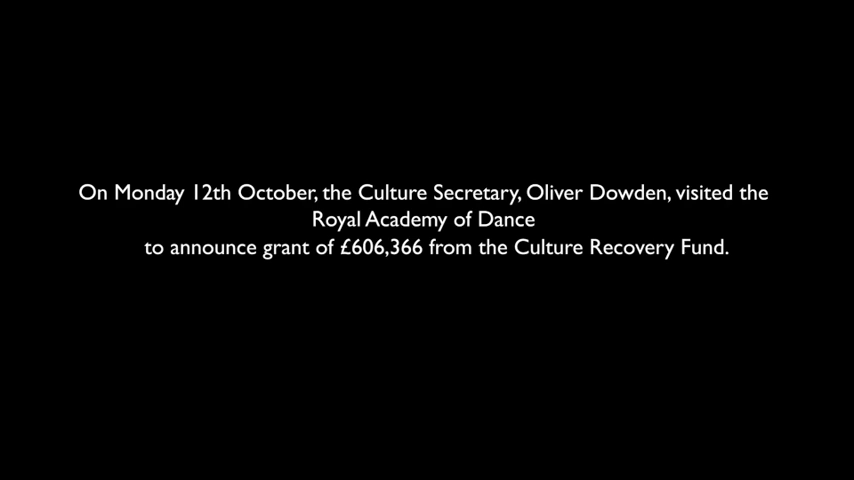 On Monday 12th October, the Culture Secretary, Oliver Dowden, visited the
Royal Academy of Dance
to announce grant of £606,366 from the Culture Recovery Fund.